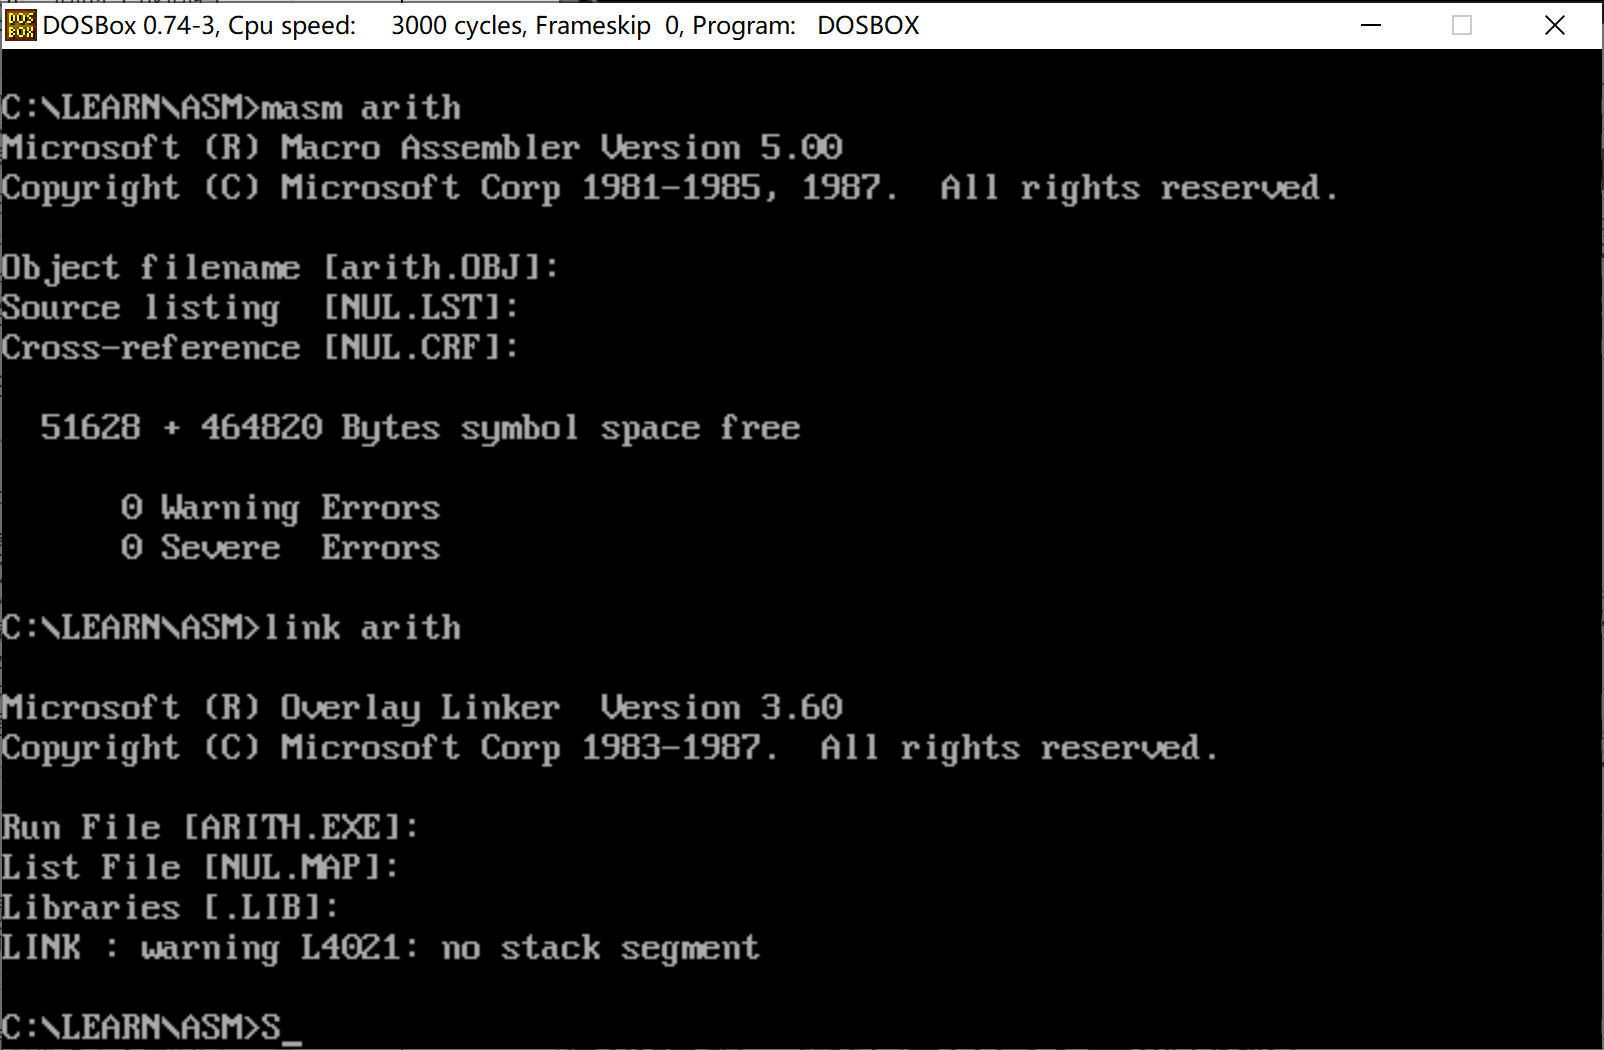 DOSBox 0.74-3, Cpu speed:    3000 cycles, Frameskip  0, Program:   DOSBOX
C:\LEARN\ASM>masm arith
Microsoft (R) Macro Assembler Version 5.00
Copyright (C) Microsoft Corp 1981-1985, 1987.  All rights reserved.
Object filename [arith.OBJ]:
Source listing  [NUL.LST]:
Cross-reference [NUL.CRF]:
  51628 + 464820 Bytes symbol space free
      0 Warning Errors
      0 Severe  Errors
C:\LEARN\ASM>link arith
Microsoft (R) Overlay Linker  Version 3.60
Copyright (C) Microsoft Corp 1983-1987.  All rights reserved.
Run File [ARITH.EXE]:
List File [NUL.MAP]:
Libraries [.LIB]:
LINK : warning L4021: no stack segment
C:\LEARN\ASM>S_